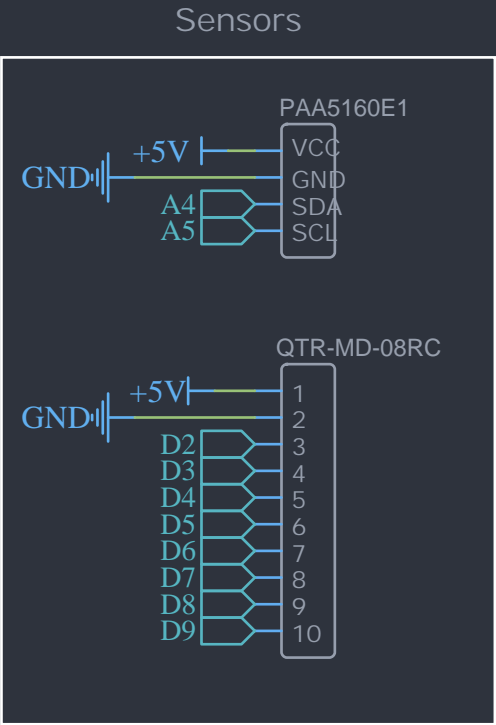 Sensors
PAA5160E1
+5V VCC
GND GND
A4 SDA
A5 SCL
QTR-MD-08RC
+5V 1
GND 2
D2 3
D3 4
D4 5
D5 6
D6 7
D7 8
D8 9
D9 10